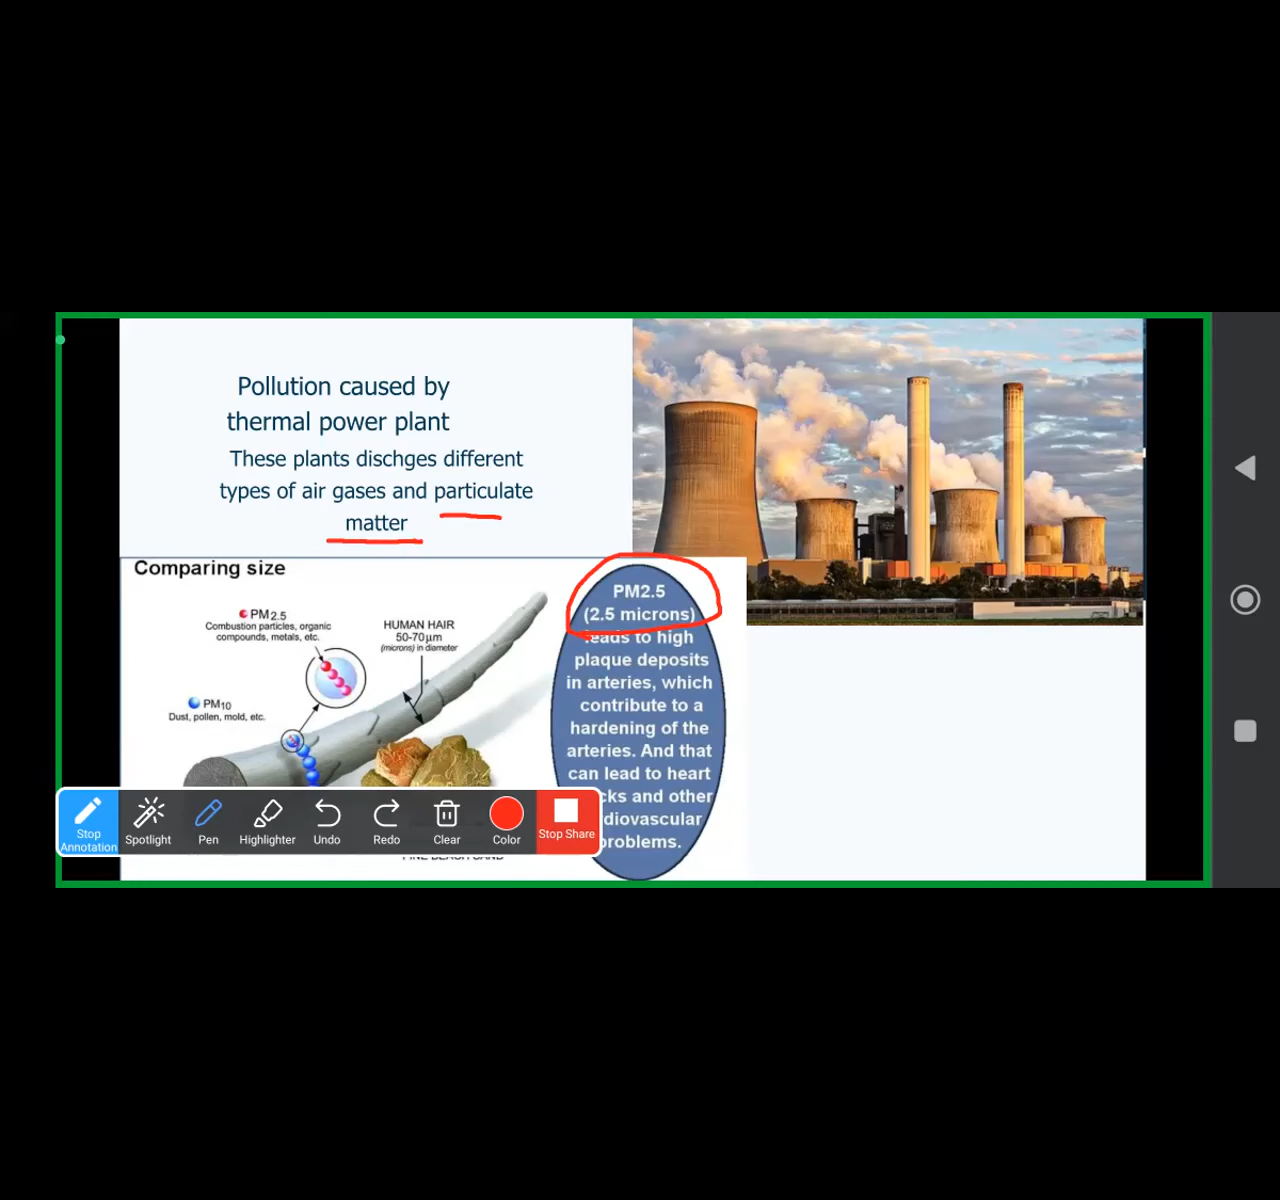 Pollution caused by
thermal power plant
These plants dischges different
types of air gases and particulate
matter
Comparing size
PM2.5
Combustion particles, organic
compounds, metals, etc.
HUMAN HAIR
50-70µm
(microns) in diameter
PM10
Dust, pollen, mold, etc.
PM2.5
(2.5 microns)
leads to high
plaque deposits
in arteries, which
contribute to a
hardening of the
arteries. And that
can lead to heart
cks and other
diovascular
problems.
Stop
Annotation
Spotlight
Pen
Highlighter
Undo
Redo
Clear
Color
Stop Share